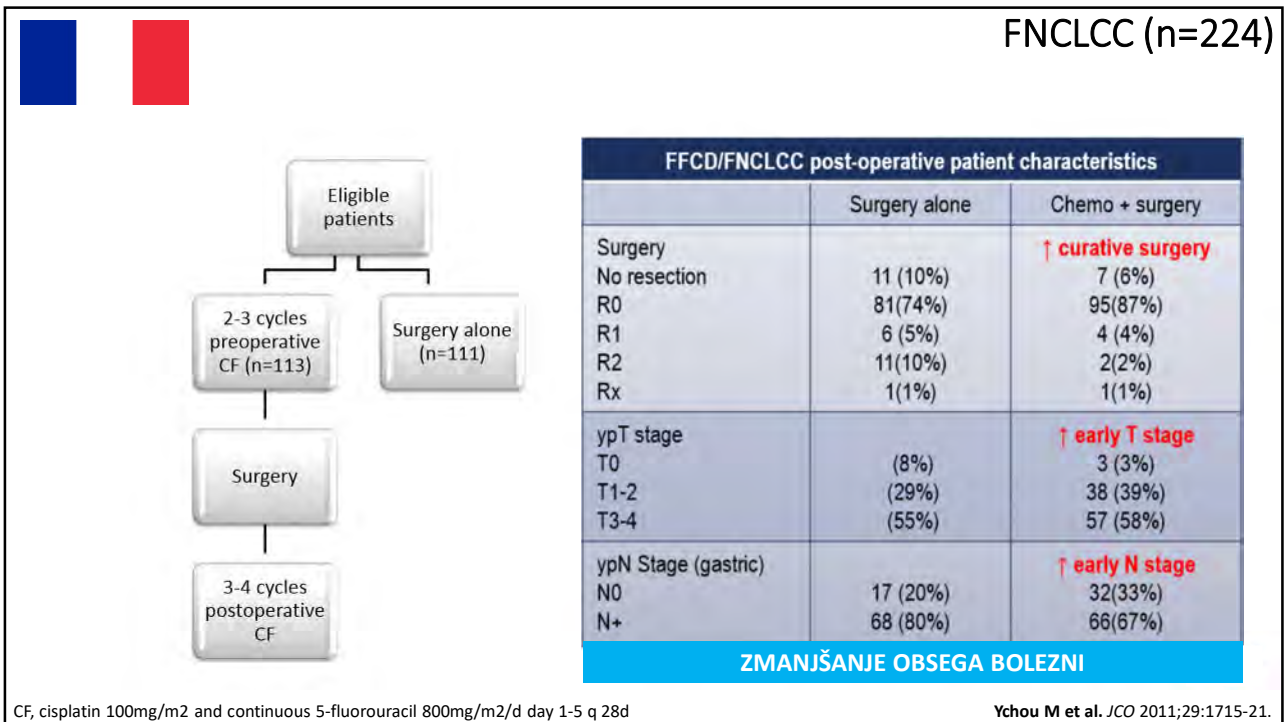 FNCLCC (n=224)
Eligible
patients
2-3 cycles
preoperative
CF (n=113)
Surgery alone
(n=111)
Surgery
3-4 cycles
postoperative
CF
FFCD/FNCLCC post-operative patient characteristics
Surgery alone Chemo + surgery
Surgery ↑ curative surgery
No resection 11 (10%) 7 (6%)
R0 81(74%) 95(87%)
R1 6 (5%) 4 (4%)
R2 11(10%) 2(2%)
Rx 1(1%) 1(1%)
ypT stage ↑ early T stage
T0 (8%) 3 (3%)
T1-2 (29%) 38 (39%)
T3-4 (55%) 57 (58%)
ypN Stage (gastric) ↑ early N stage
N0 17 (20%) 32(33%)
N+ 68 (80%) 66(67%)
ZMANJŠANJE OBSEGA BOLEZNI
CF, cisplatin 100mg/m2 and continuous 5-fluorouracil 800mg/m2/d day 1-5 q 28d
Ychou M et al. JCO 2011;29:1715-21.